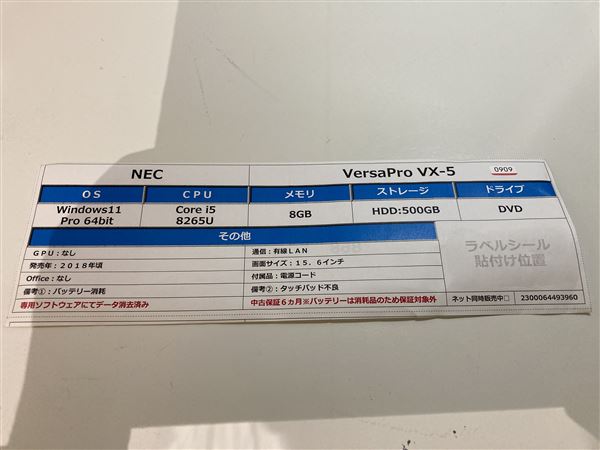 NEC VersaPro VX-5 0909
OS CPU メモリ ストレージ ドライブ
Windows11 Pro 64bit Core i5 8265U 8GB HDD:500GB DVD
その他
GPU:なし 通信:有線LAN
発売年:2018年頃 画面サイズ:15.6インチ
Office:なし 付属品:電源コード
備考①:バッテリー消耗 備考②:タッチパッド不良
専用ソフトウェアにてデータ消去済み 中古保証6ヵ月※バッテリーは消耗品のため保証対象外
ラベルシール
貼付け位置
ネット同時販売中□ 2300064493960